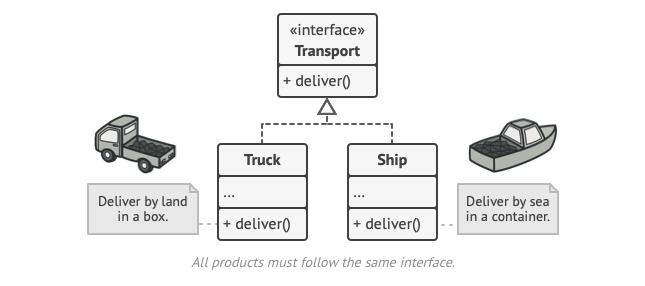 «interface»
Transport
+ deliver()
Truck
...
+ deliver()
Ship
...
+ deliver()
Deliver by land
in a box.
Deliver by sea
in a container.
All products must follow the same interface.